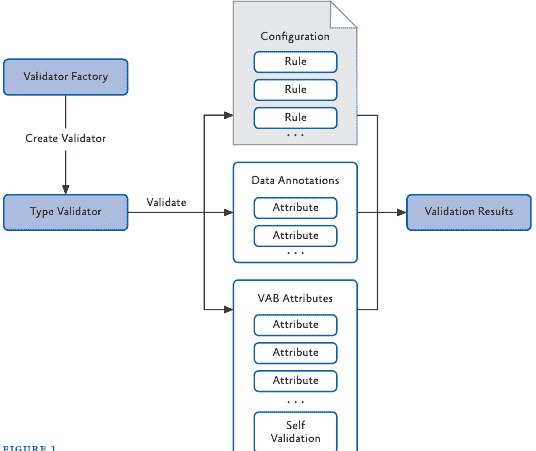 Configuration
Rule
Rule
Rule
...
Validator Factory
Create Validator
Type Validator
Validate
Data Annotations
Attribute
Attribute
...
Validation Results
VAB Attributes
Attribute
Attribute
Attribute
...
Self
Validation
FIGURE 1